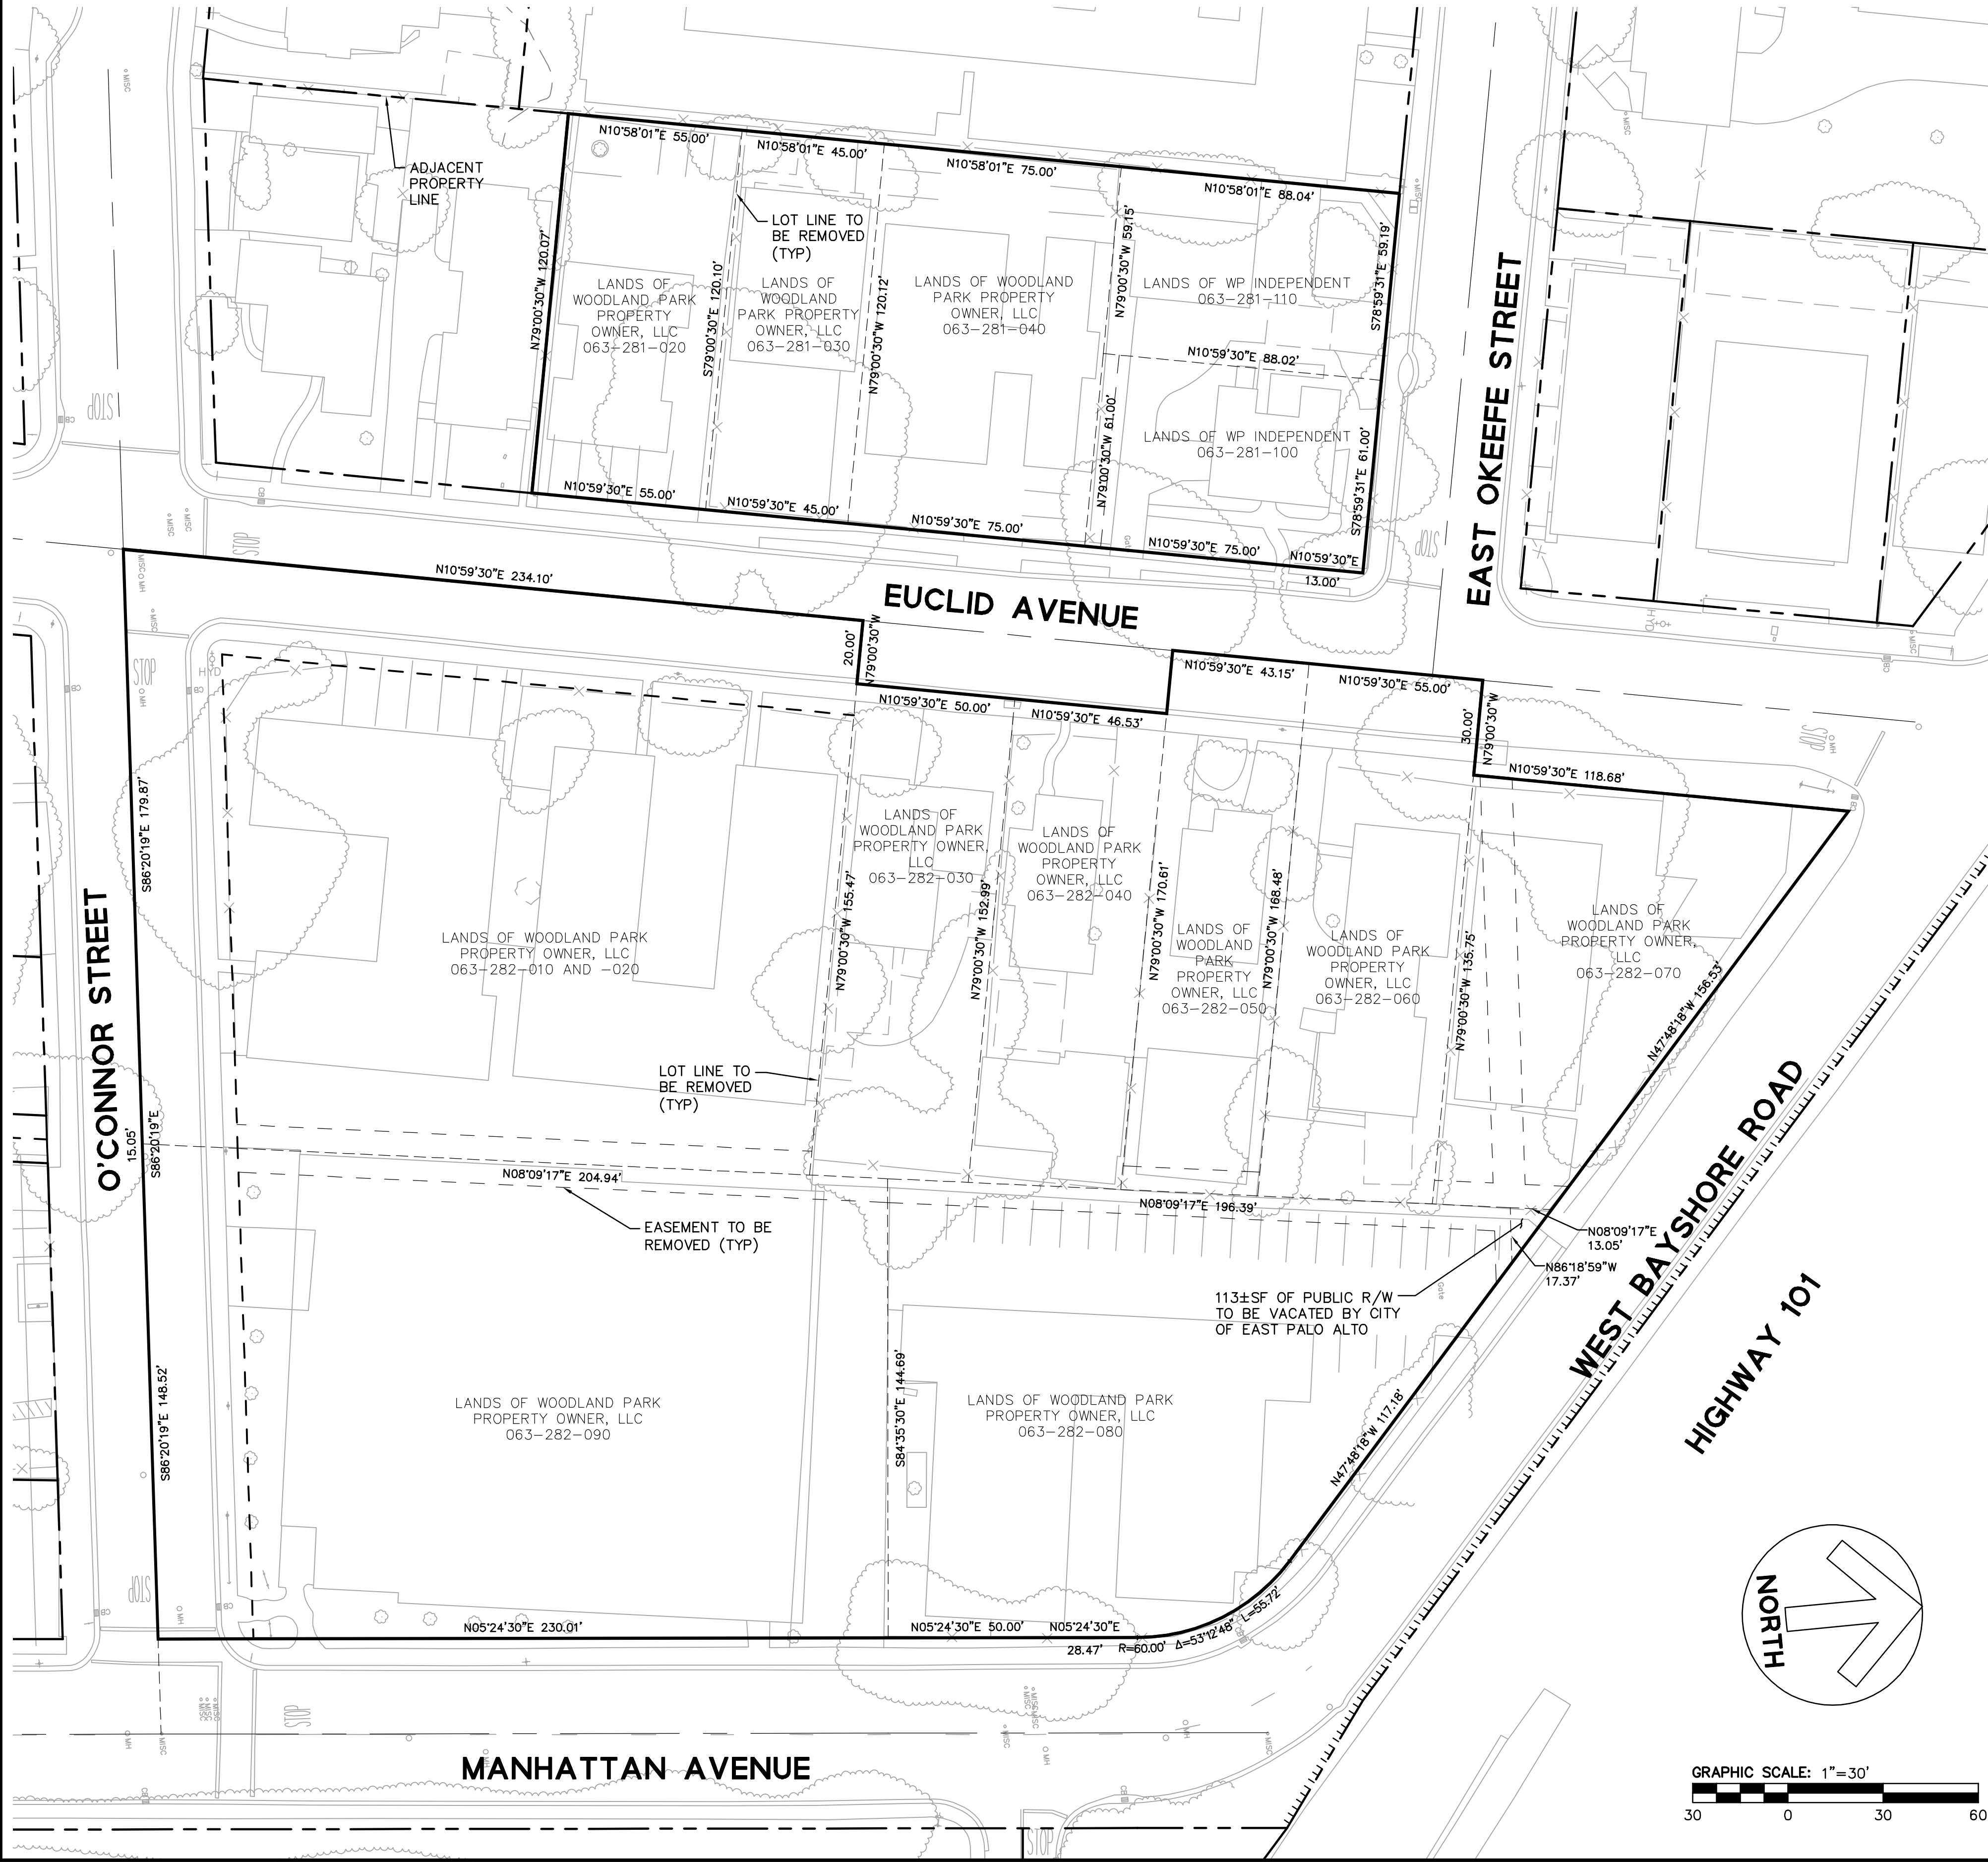 N10°58'01"E 55.00'
N10°58'01"E 45.00'
N10°58'01"E 75.00'
N10°58'01"E 88.04'
ADJACENT
PROPERTY
LINE
LOT LINE TO
BE REMOVED
(TYP)
N79°00'30"W 120.07'
S79°00'30"E 120.10'
N79°00'30"W 120.12'
N79°00'30"W 59.15'
S78°59'31"E 59.19'
LANDS OF
WOODLAND PARK
PROPERTY
OWNER, LLC
063-281-020
LANDS OF
WOODLAND
PARK PROPERTY
OWNER, LLC
063-281-030
LANDS OF WOODLAND
PARK PROPERTY
OWNER, LLC
063-281-040
LANDS OF WP INDEPENDENT
063-281-110
N10°59'30"E 88.02'
LANDS OF WP INDEPENDENT
063-281-100
N79°00'30"W 61.00'
S78°59'31"E 61.00'
N10°59'30"E 55.00'
N10°59'30"E 45.00'
N10°59'30"E 75.00'
N10°59'30"E 75.00'
N10°59'30"E
13.00'
EAST OKEEFE STREET
EUCLID AVENUE
N10°59'30"E 234.10'
20.00'
N79°00'30"W
N10°59'30"E 50.00'
N10°59'30"E 46.53'
N10°59'30"E 43.15'
N10°59'30"E 55.00'
30.00'
N79°00'30"W
N10°59'30"E 118.68'
O'CONNOR STREET
S86°20'19"E 179.87'
15.05'
S86°20'19"E
S86°20'19"E 148.52'
LANDS OF WOODLAND PARK
PROPERTY OWNER, LLC
063-282-010 AND -020
N79°00'30"W 155.47'
LANDS OF
WOODLAND PARK
PROPERTY OWNER,
LLC
063-282-030
N79°00'30"W 152.99'
LANDS OF
WOODLAND PARK
PROPERTY
OWNER, LLC
063-282-040
N79°00'30"W 170.61'
LANDS OF
WOODLAND
PARK
PROPERTY
OWNER, LLC
063-282-050
N79°00'30"W 168.48'
LANDS OF
WOODLAND PARK
PROPERTY
OWNER, LLC
063-282-060
N79°00'30"W 135.75'
LANDS OF
WOODLAND PARK
PROPERTY OWNER,
LLC
063-282-070
N47°48'18"W 156.53'
LOT LINE TO
BE REMOVED
(TYP)
N08°09'17"E 204.94'
EASEMENT TO BE
REMOVED (TYP)
N08°09'17"E 196.39'
N08°09'17"E
13.05'
N86°18'59"W
17.37'
113±SF OF PUBLIC R/W
TO BE VACATED BY CITY
OF EAST PALO ALTO
WEST BAYSHORE ROAD
HIGHWAY 101
LANDS OF WOODLAND PARK
PROPERTY OWNER, LLC
063-282-090
S84°35'30"E 144.69'
LANDS OF WOODLAND PARK
PROPERTY OWNER, LLC
063-282-080
N47°48'18"W 117.18'
N05°24'30"E 230.01'
N05°24'30"E 50.00'
N05°24'30"E
28.47'
R=60.00' Δ=53°12'48" L=55.72'
MANHATTAN AVENUE
NORTH
GRAPHIC SCALE: 1"=30'
30 0 30 60
STOP
STOP
STOP
STOP
STOP
STOP
STOP
STOP
HYD
HYD
Gate
Gate
MISC
MISC
MISC
MISC
MISC
MH
MH
MH
CB
CB
CB